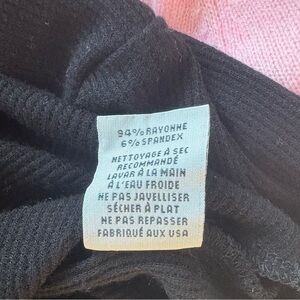 94% RAYONNE
6% SPANDEX
NETTOYAGE À SEC
RECOMMANDÉ
LAVAR À LA MAIN
À L'EAU FROIDE
NE PAS JAVELLISER
SÉCHER À PLAT
NE PAS REPASSER
FABRIQUÉ AUX USA